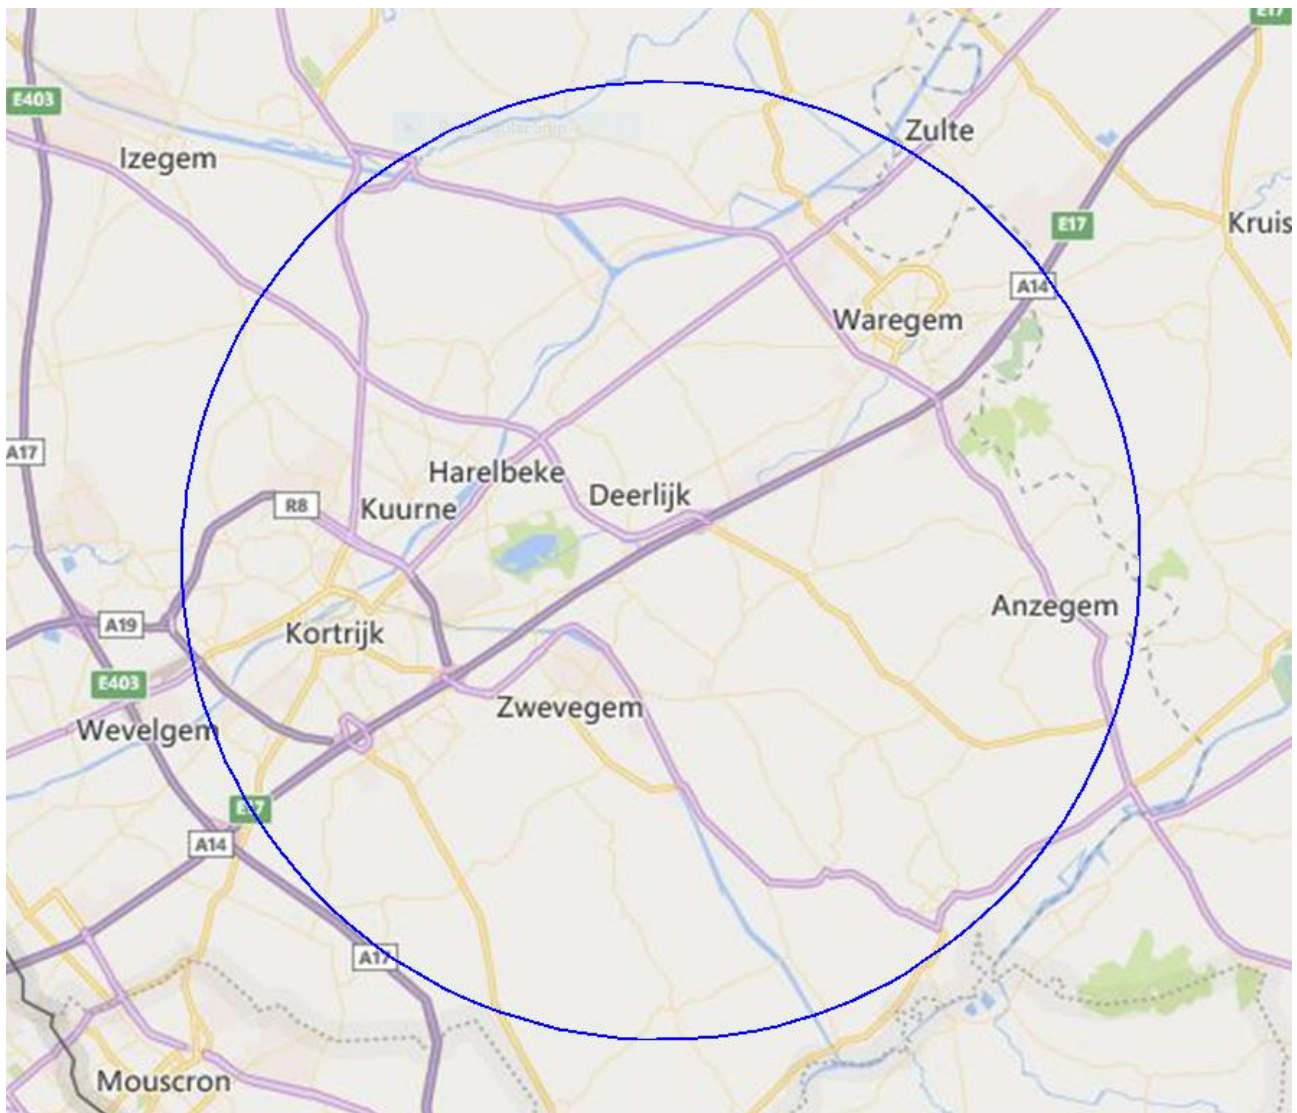 E17
E403
Zulte
Izegem
E17
Kruis
A14
Waregem
A17
Harelbeke
Deerlijk
R8
Kuurne
Anzegem
A19
Kortrijk
E403
Zwevegem
Wevelgem
E17
A14
A17
Mouscron